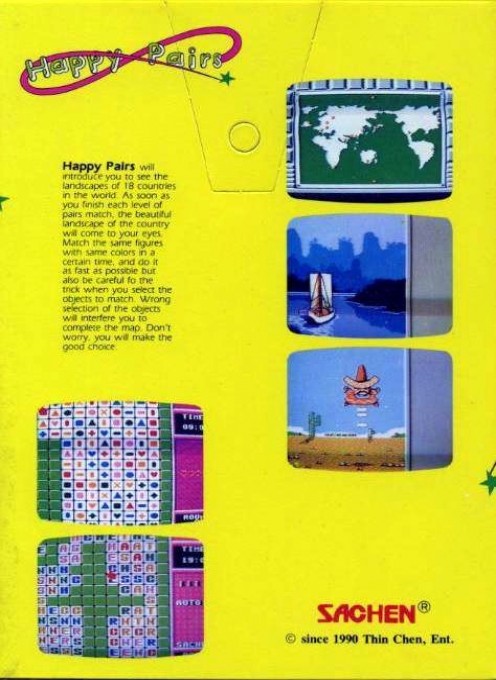 Happy Pairs
Happy Pairs will
introduce you to see the
landscapes of 18 countries
in the world. As soon as
you finish each level of
pairs match, the beautiful
landscape of the country
will come to your eyes.
Match the same figures
with same colors in a
certain time, and do it
as fast as possible but
also be careful fo the
trick when you select the
objects to match. Wrong
selection of the objects
will interfere you to
complete the map. Don't
worry, you will make the
good choice.
TIME
TIME
AUTO
SACHEN®
© since 1990 Thin Chen, Ent.